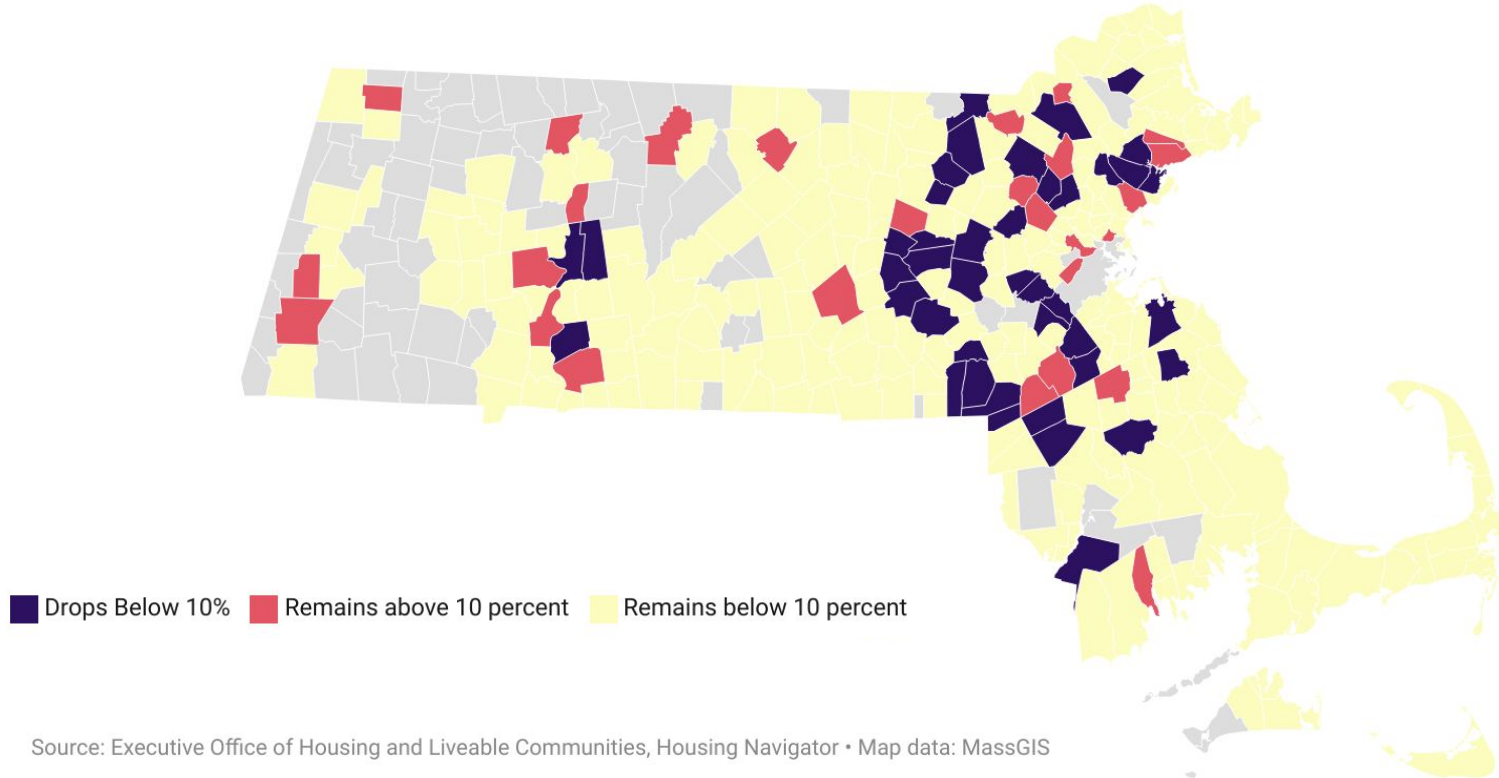 Drops Below 10% Remains above 10 percent Remains below 10 percent
Source: Executive Office of Housing and Liveable Communities, Housing Navigator • Map data: MassGIS